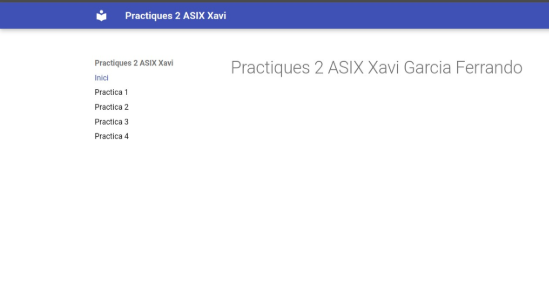 Practiques 2 ASIX Xavi
Practiques 2 ASIX Xavi
Inici
Practica 1
Practica 2
Practica 3
Practica 4
Practiques 2 ASIX Xavi Garcia Ferrando